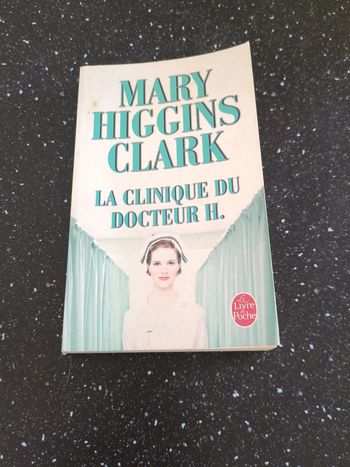 MARY
HIGGINS
CLARK
LA CLINIQUE DU
DOCTEUR H.
Le
Livre
de
Poche